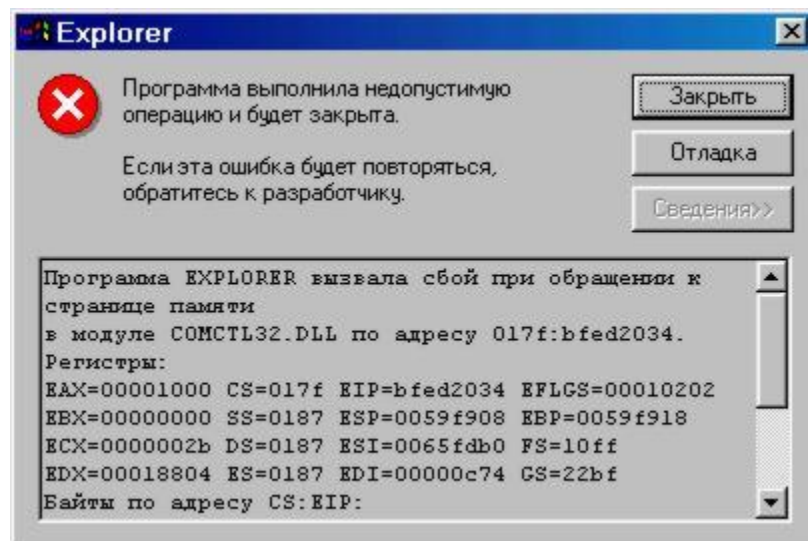 Explorer
Программа выполнила недопустимую
операцию и будет закрыта.
Если эта ошибка будет повторяться,
обратитесь к разработчику.
Закрыть
Отладка
Сведения>>
Программа EXPLORER вызвала сбой при обращении к
странице памяти
в модуле COMCTL32.DLL по адресу 017f:bfed2034.
Регистры:
EAX=00001000 CS=017f EIP=bfed2034 EFLGS=00010202
EBX=00000000 SS=0187 ESP=0059f908 EBP=0059f918
ECX=0000002b DS=0187 ESI=0065fdb0 FS=10ff
EDX=00018804 ES=0187 EDI=00000c74 GS=22bf
Байты по адресу CS:EIP: